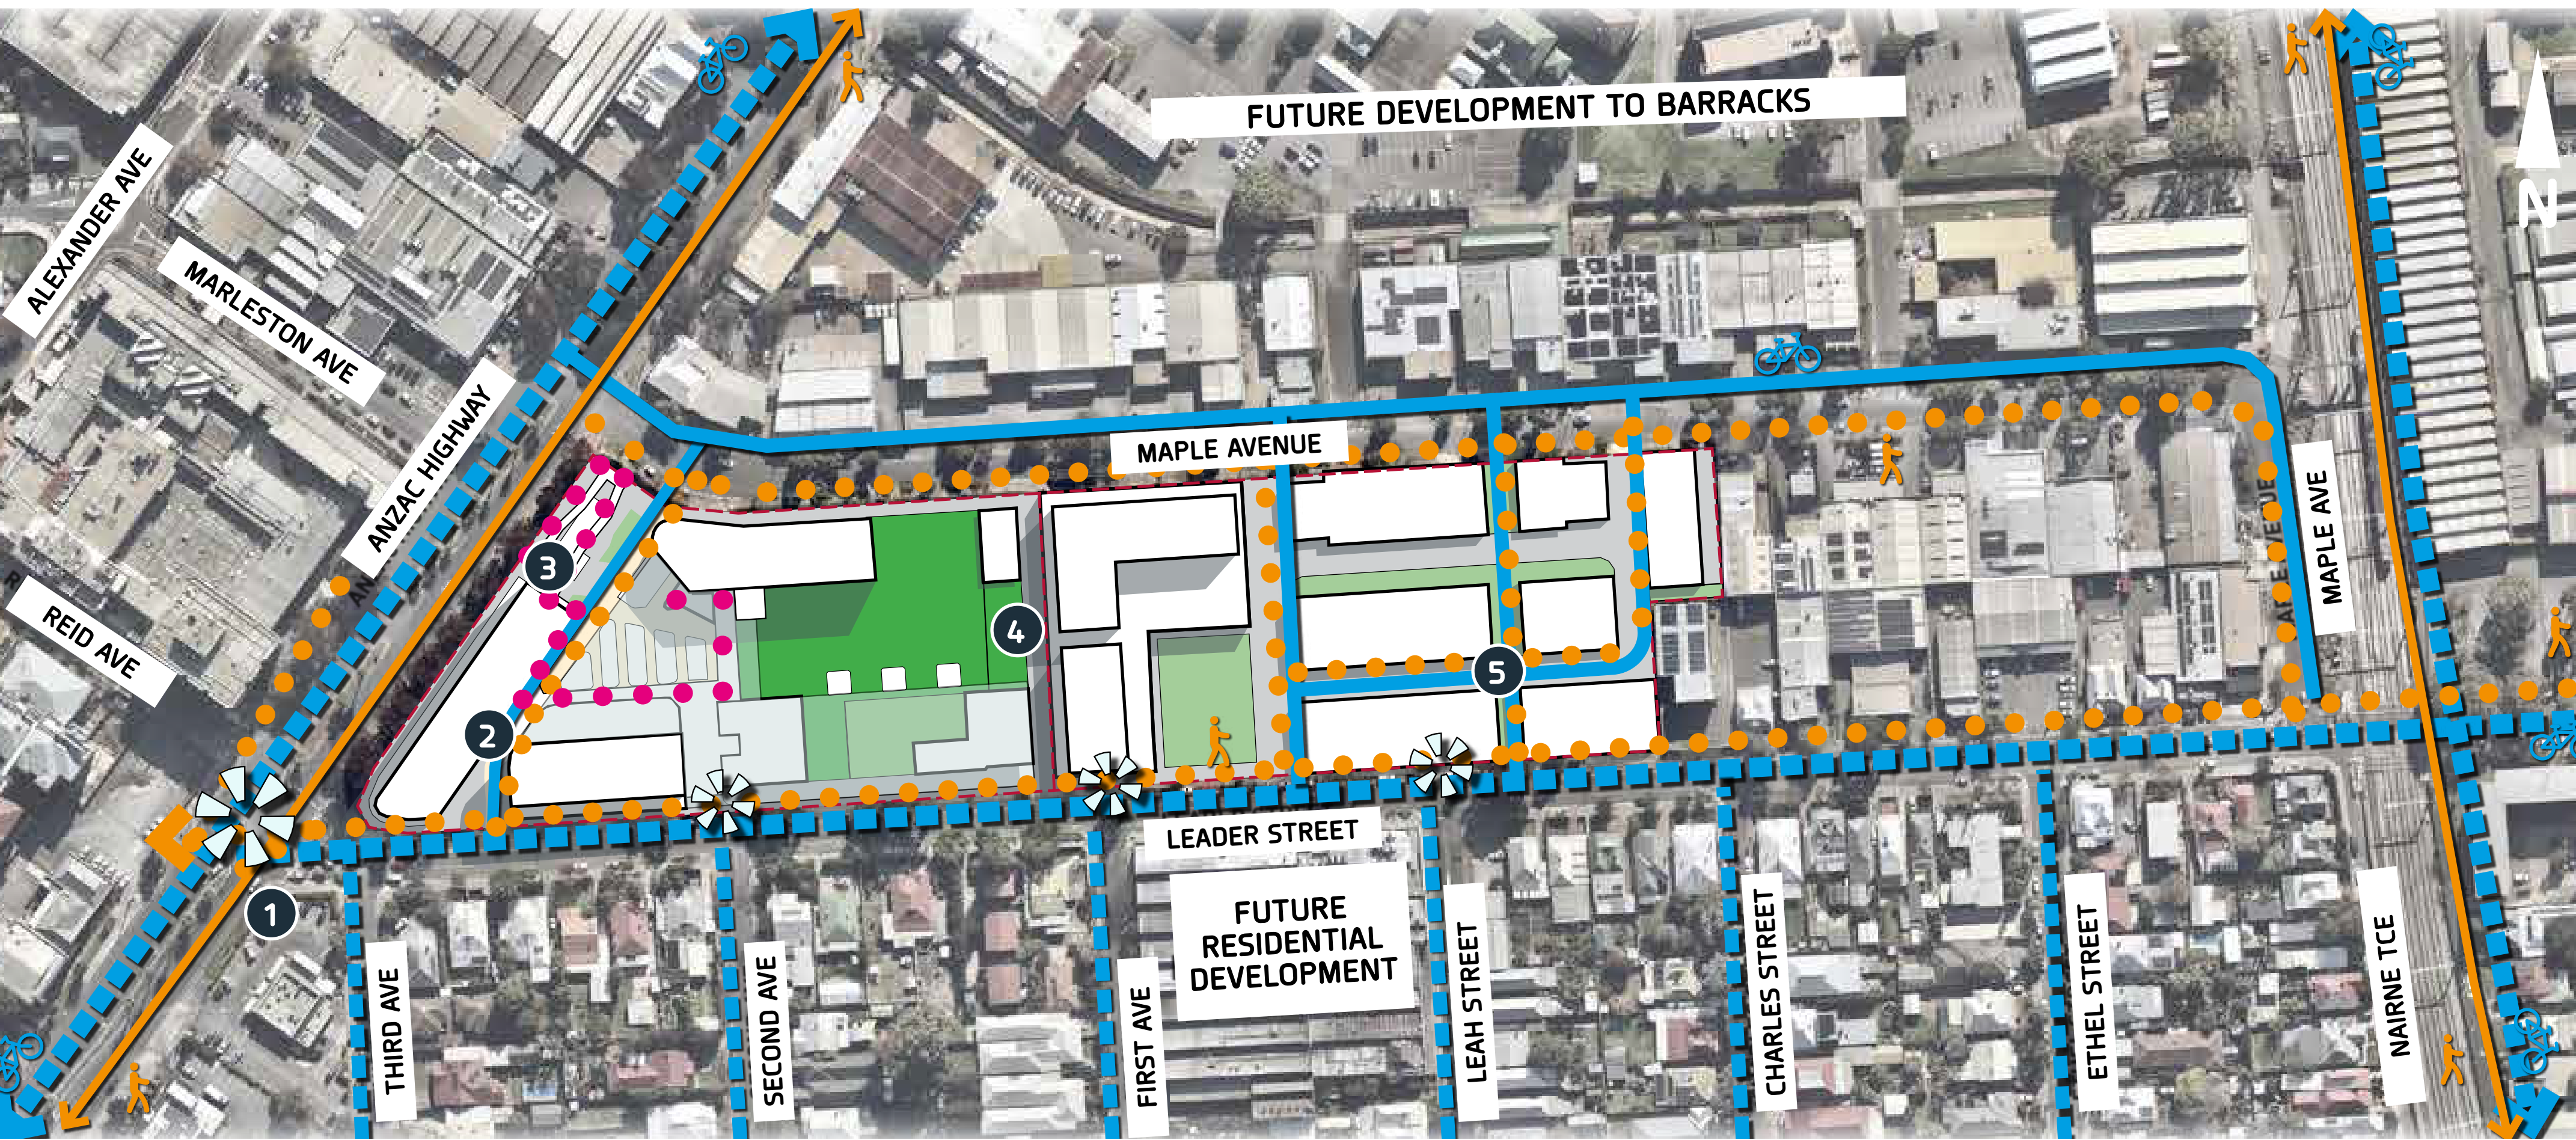 FUTURE DEVELOPMENT TO BARRACKS
ALEXANDER AVE
MARLESTON AVE
N
ANZAC HIGHWAY
MAPLE AVENUE
MAPLE AVE
REID AVE
3
4
5
2
1
LEADER STREET
FUTURE
RESIDENTIAL
DEVELOPMENT
THIRD AVE
SECOND AVE
FIRST AVE
LEAH STREET
CHARLES STREET
ETHEL STREET
NAIRNE TCE